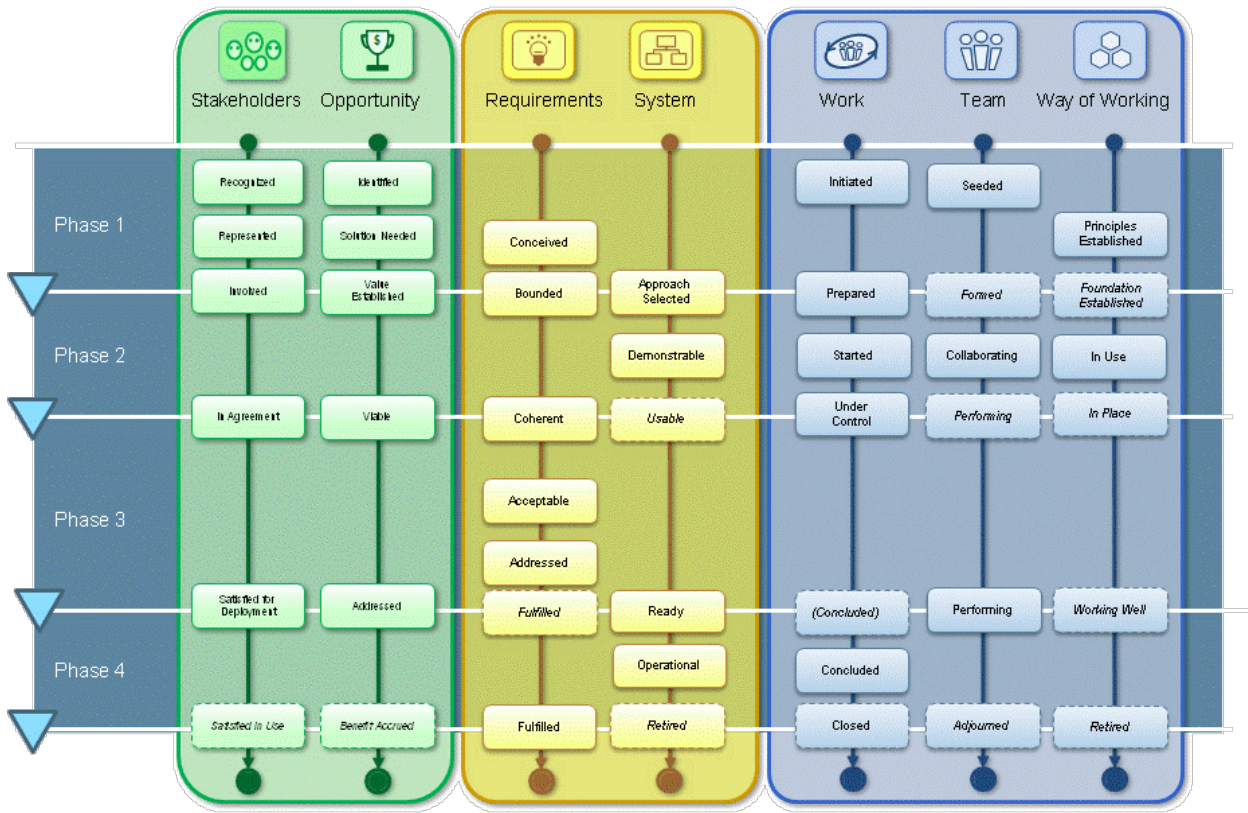 Stakeholders Opportunity Requirements System Work Team Way of Working
$
Recognized Identified Initiated Seeded
Phase 1
Represented Solution Needed Conceived Principles
Established
Involved Value
Established Bounded Approach
Selected Prepared Formed Foundation
Established
Phase 2
Demonstrable Started Collaborating In Use
In Agreement Viable Coherent Usable Under
Control Performing In Place
Acceptable
Phase 3
Addressed
Satisfied for
Deployment Addressed Fulfilled Ready (Concluded) Performing Working Well
Phase 4
Operational Concluded
Satisfied In Use Benefit Accrued Fulfilled Retired Closed Adjourned Retired